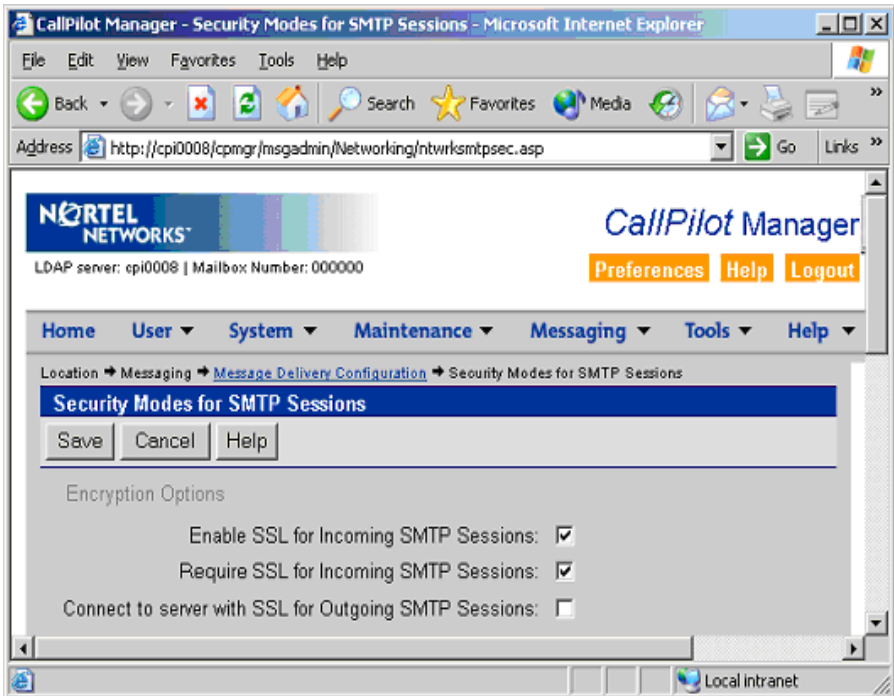 CallPilot Manager - Security Modes for SMTP Sessions - Microsoft Internet Explorer
File Edit View Favorites Tools Help
Back Search Favorites Media »
Address http://cpi0008/cpmgr/msgadmin/Networking/ntwrksmtpsec.asp Go Links »
NORTEL
NETWORKS™
CallPilot Manager
LDAP server: cpi0008 | Mailbox Number: 000000
Preferences Help Logout
Home User System Maintenance Messaging Tools Help
Location → Messaging → Message Delivery Configuration → Security Modes for SMTP Sessions
Security Modes for SMTP Sessions
Save Cancel Help
Encryption Options
Enable SSL for Incoming SMTP Sessions:
Require SSL for Incoming SMTP Sessions:
Connect to server with SSL for Outgoing SMTP Sessions:
Local intranet